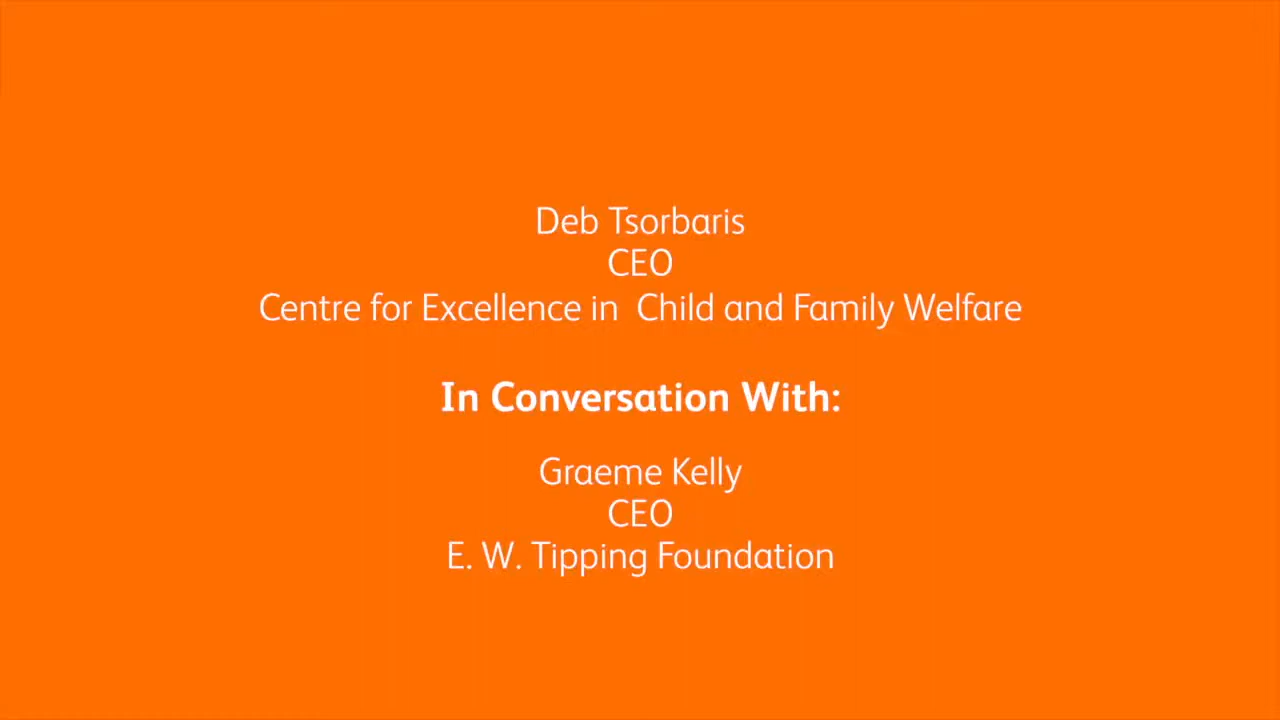 Deb Tsorbaris
CEO
Centre for Excellence in  Child and Family Welfare
In Conversation With:
Graeme Kelly
CEO
E. W. Tipping Foundation